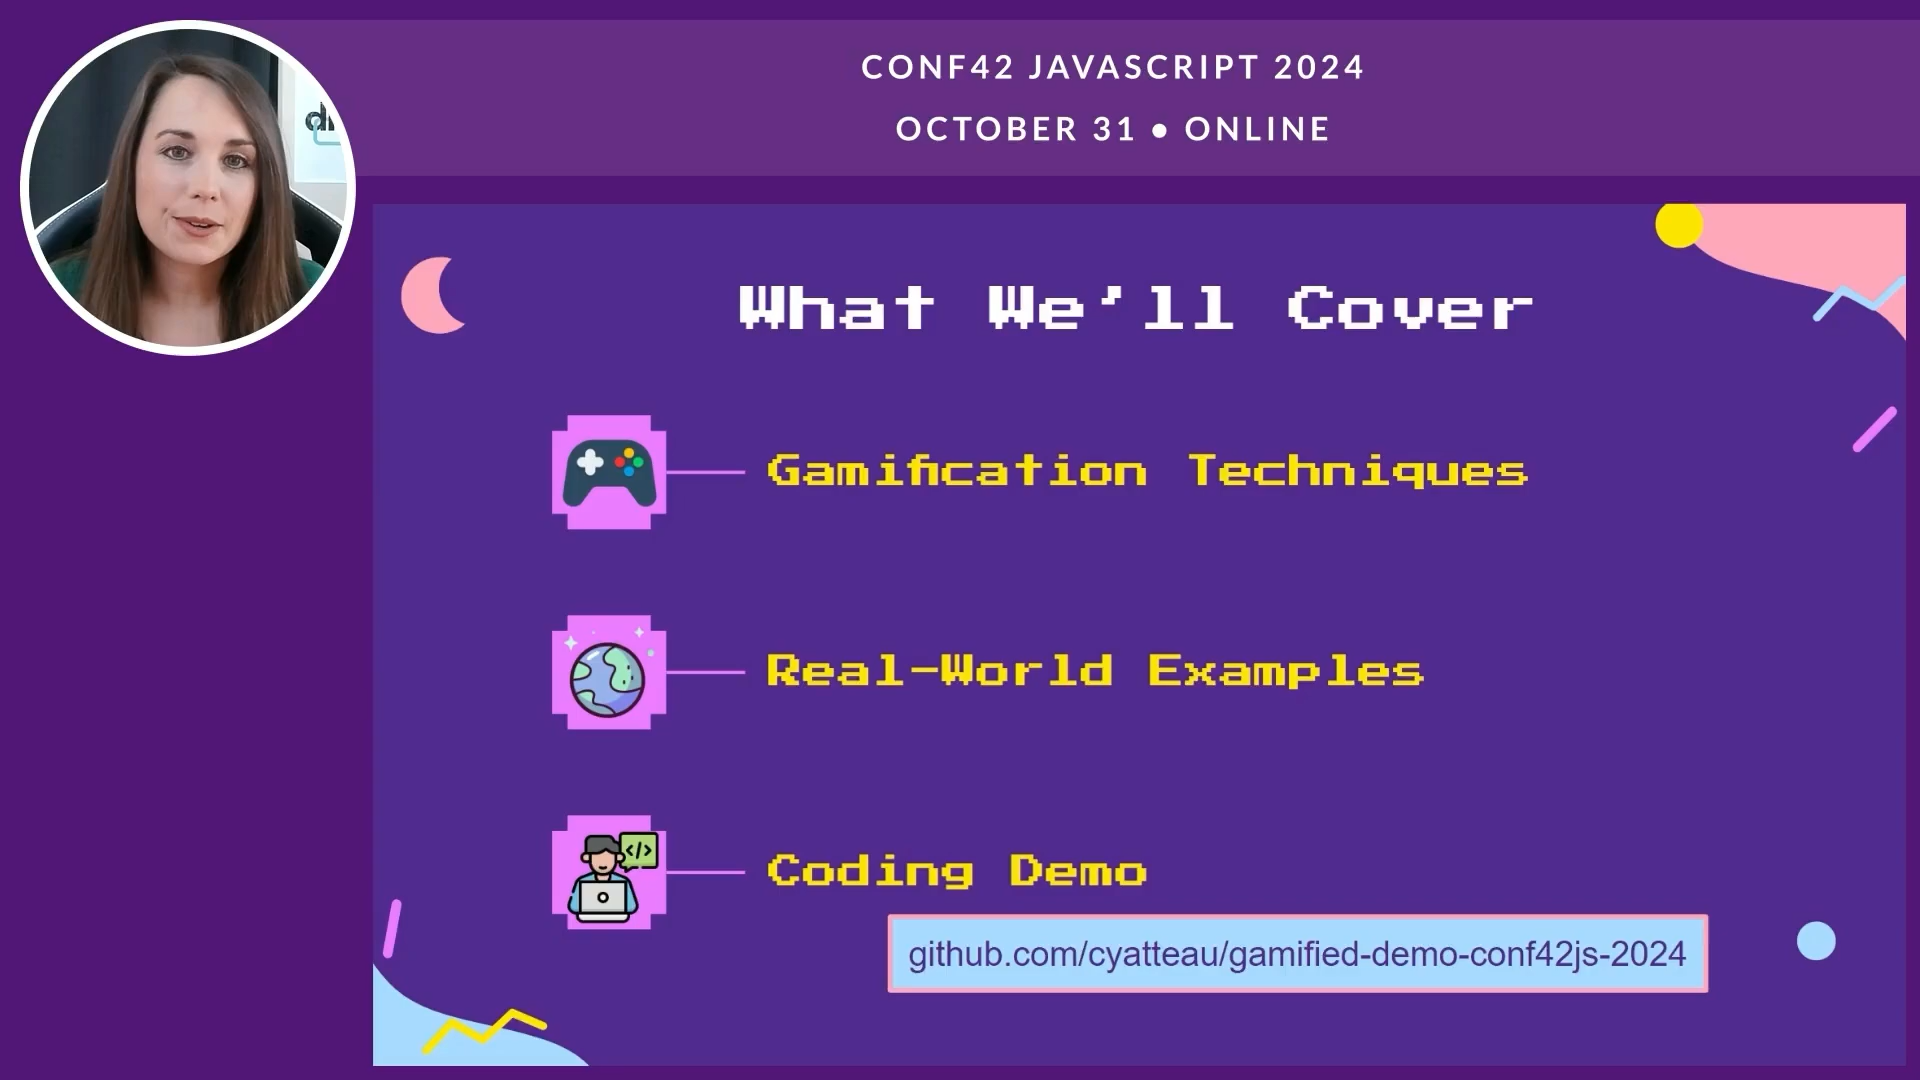 CONF42 JAVASCRIPT 2024
OCTOBER 31 • ONLINE
What We'll Cover
Gamification Techniques
Real-World Examples
</>
Coding Demo
github.com/cyatteau/gamified-demo-conf42js-2024